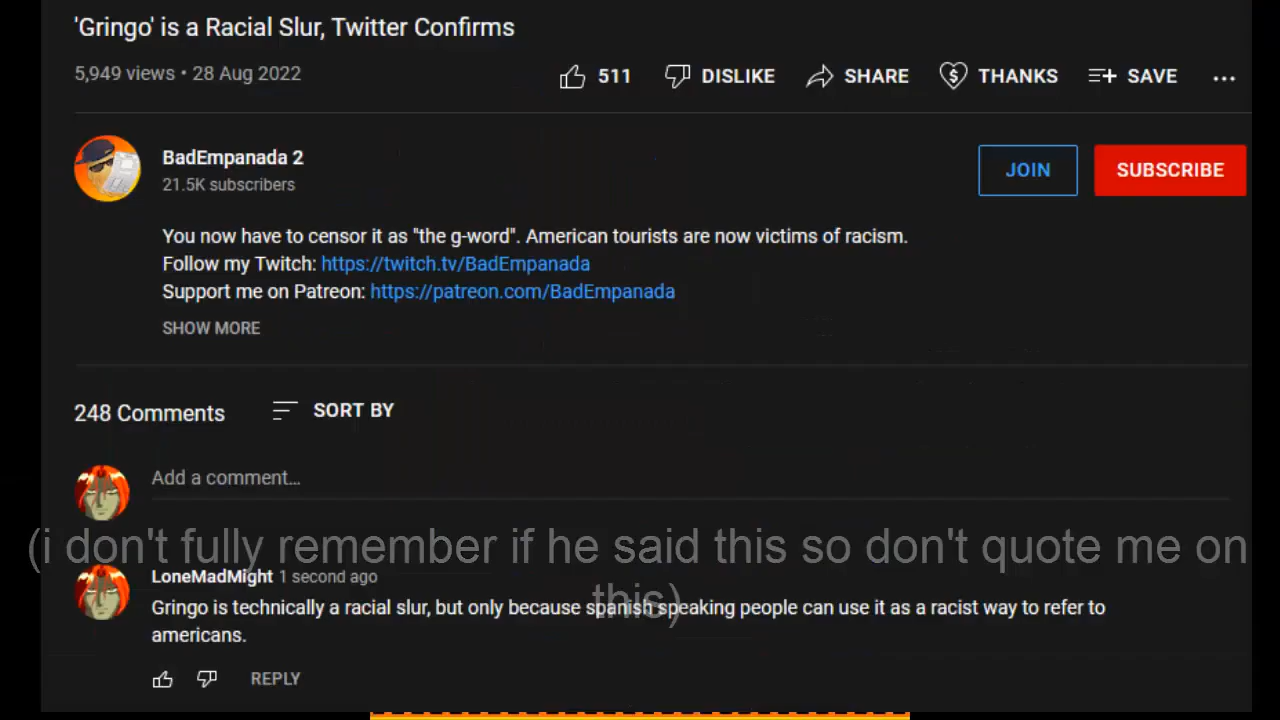 'Gringo' is a Racial Slur, Twitter Confirms
5,949 views • 28 Aug 2022
511 DISLIKE SHARE THANKS SAVE ...
BadEmpanada 2
21.5K subscribers
JOIN SUBSCRIBE
You now have to censor it as "the g-word". American tourists are now victims of racism.
Follow my Twitch: https://twitch.tv/BadEmpanada
Support me on Patreon: https://patreon.com/BadEmpanada
SHOW MORE
248 Comments SORT BY
Add a comment...
(i don't fully remember if he said this so don't quote me on
this)
LoneMadMight 1 second ago
Gringo is technically a racial slur, but only because spanish speaking people can use it as a racist way to refer to
americans.
REPLY